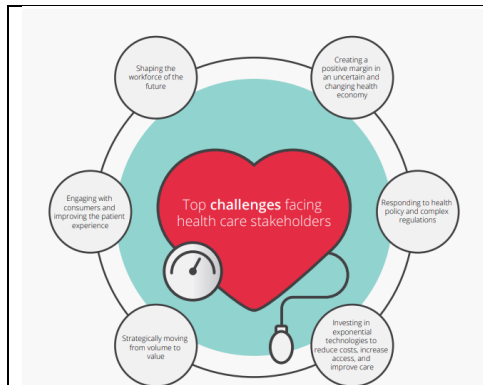 Shaping the
workforce of the
future
Creating a
positive margin in
an uncertain and
changing health
economy
Engaging with
consumers and
improving the patient
experience
Top challenges facing
health care stakeholders
Responding to health
policy and complex
regulations
Strategically moving
from volume to
value
Investing in
exponential
technologies to
reduce costs, increase
access, and
improve care